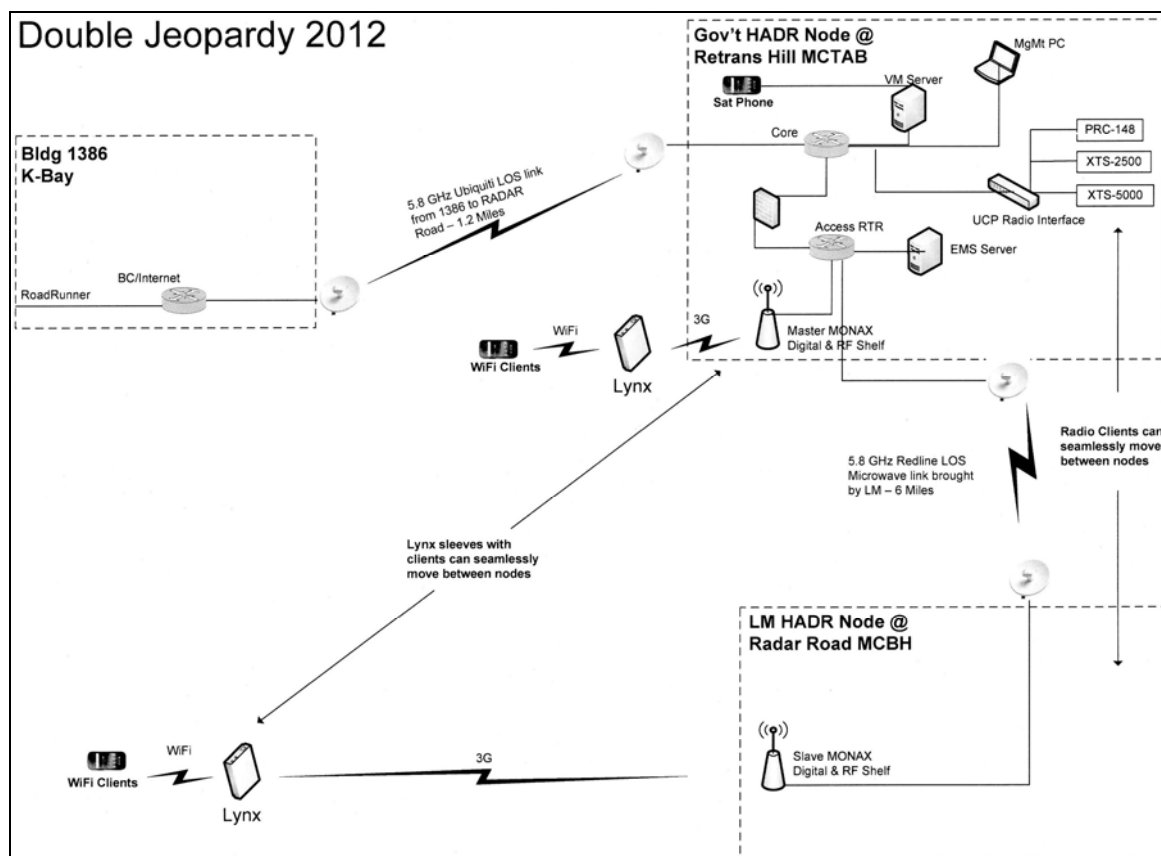 Double Jeopardy 2012
Gov't HADR Node @
Retrans Hill MCTAB
MgMt PC
VM Server
Sat Phone
Core
PRC-148
XTS-2500
XTS-5000
UCP Radio Interface
Bldg 1386
K-Bay
5.8 GHz Ubiquiti LOS link
from 1386 to RADAR
Road – 1.2 Miles
Access RTR
EMS Server
BC/Internet
RoadRunner
WiFi
3G
Master MONAX
Digital & RF Shelf
WiFi Clients
Lynx
Radio Clients can
seamlessly move
between nodes
5.8 GHz Redline LOS
Microwave link brought
by LM – 6 Miles
Lynx sleeves with
clients can seamlessly
move between nodes
LM HADR Node @
Radar Road MCBH
WiFi
3G
Slave MONAX
Digital & RF Shelf
WiFi Clients
Lynx